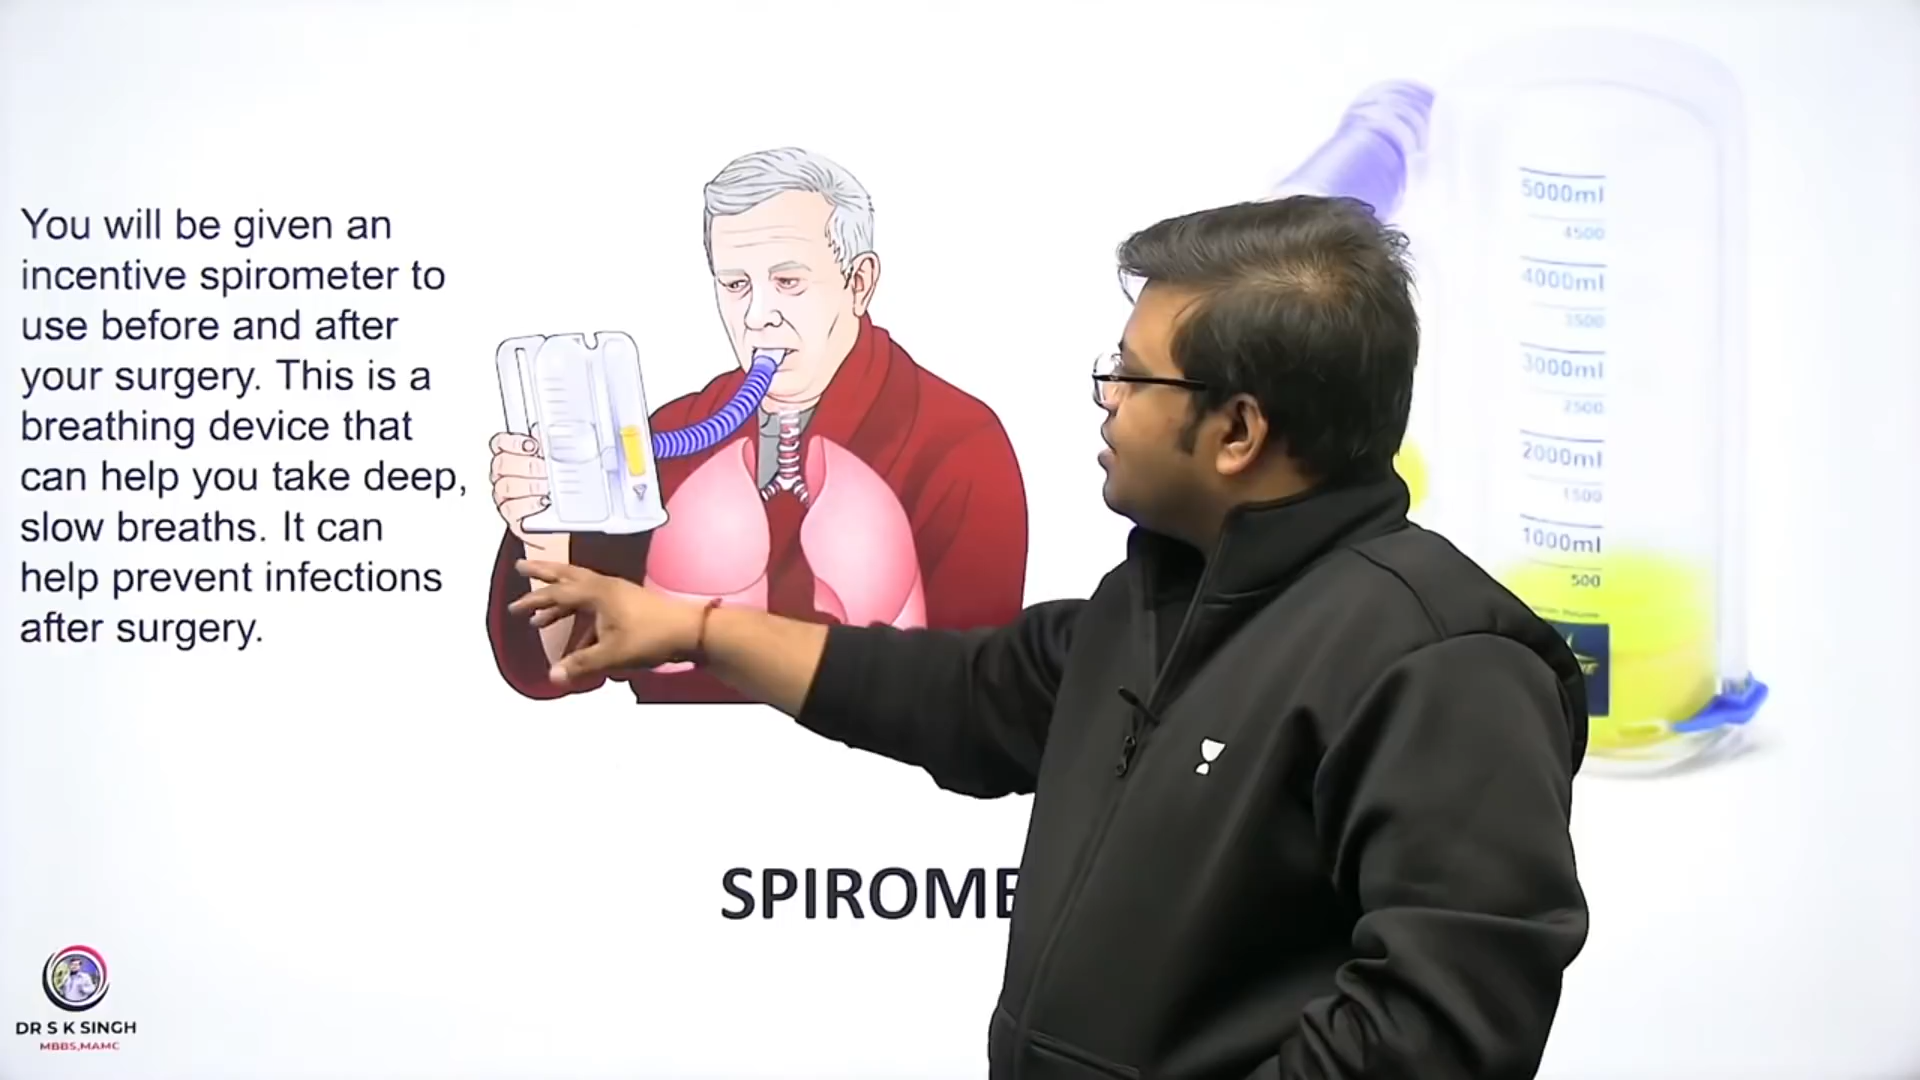 You will be given an
incentive spirometer to
use before and after
your surgery. This is a
breathing device that
can help you take deep,
slow breaths. It can
help prevent infections
after surgery.
5000ml
4500
4000ml
3500
3000ml
2500
2000ml
1500
1000ml
500
SPIROME
DR S K SINGH
MBBS,MAMC